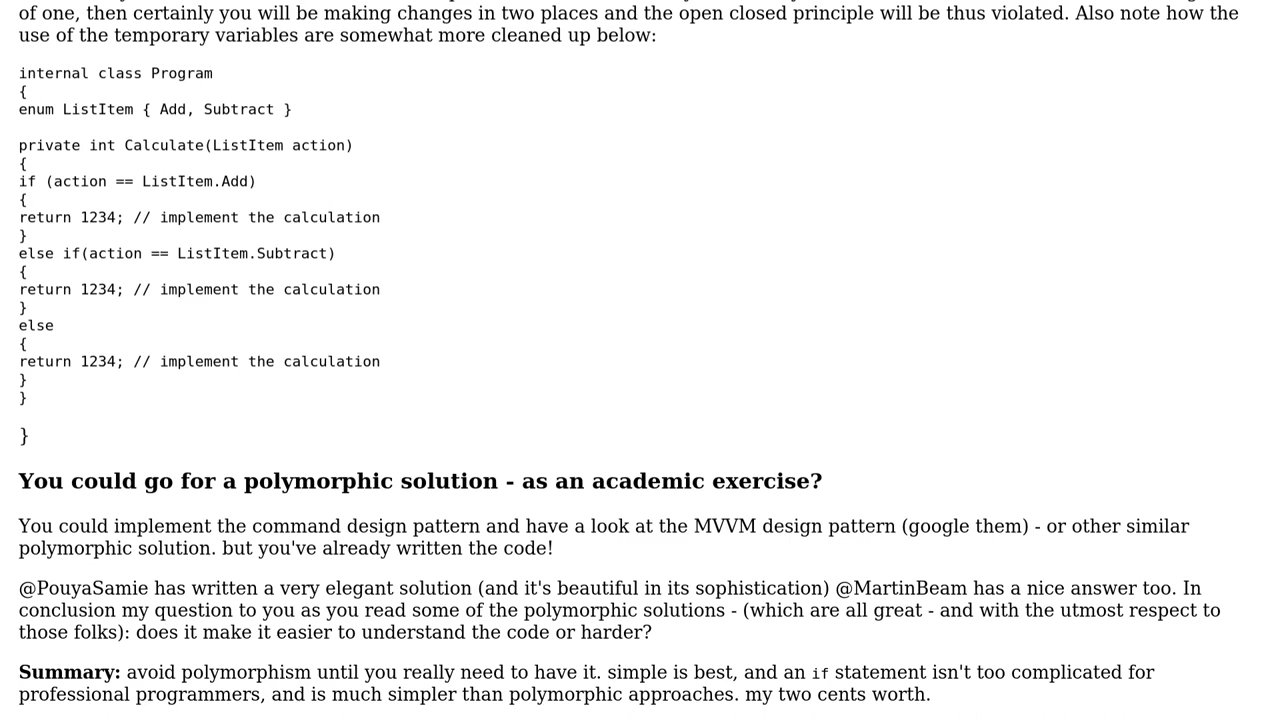 of one, then certainly you will be making changes in two places and the open closed principle will be thus violated. Also note how the
use of the temporary variables are somewhat more cleaned up below:
internal class Program
{
enum ListItem { Add, Subtract }
private int Calculate(ListItem action)
{
if (action == ListItem.Add)
{
return 1234; // implement the calculation
}
else if(action == ListItem.Subtract)
{
return 1234; // implement the calculation
}
else
{
return 1234; // implement the calculation
}
}
}
You could go for a polymorphic solution - as an academic exercise?
You could implement the command design pattern and have a look at the MVVM design pattern (google them) - or other similar
polymorphic solution. but you've already written the code!
@PouyaSamie has written a very elegant solution (and it's beautiful in its sophistication) @MartinBeam has a nice answer too. In
conclusion my question to you as you read some of the polymorphic solutions - (which are all great - and with the utmost respect to
those folks): does it make it easier to understand the code or harder?
Summary: avoid polymorphism until you really need to have it. simple is best, and an if statement isn't too complicated for
professional programmers, and is much simpler than polymorphic approaches. my two cents worth.